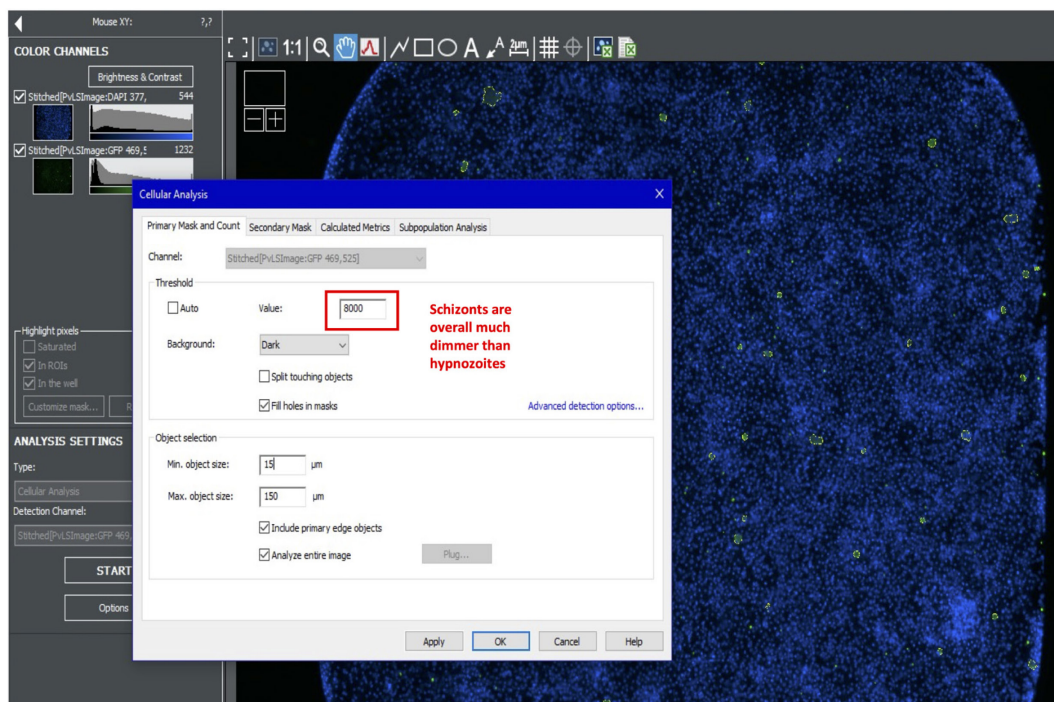 Mouse XY: ?,?
COLOR CHANNELS
Brightness & Contrast
Stitched[PvLSImage:DAPI 377, 544
Stitched[PvLSImage:GFP 469,5 1232
1:1 A A 2µm
Cellular Analysis X
Primary Mask and Count Secondary Mask Calculated Metrics Subpopulation Analysis
Channel: Stitched[PvLSImage:GFP 469,525]
Threshold
Auto Value: 8000
Schizonts are
overall much
dimmer than
hypnozoites
Background: Dark
Split touching objects
Fill holes in masks Advanced detection options...
Object selection
Min. object size: 15 µm
Max. object size: 150 µm
Include primary edge objects
Analyze entire image Plug...
Apply OK Cancel Help
Highlight pixels
Saturated
In ROIs
In the well
Customize mask... R
ANALYSIS SETTINGS
Type:
Cellular Analysis
Detection Channel:
Stitched[PvLSImage:GFP 469,
START
Options